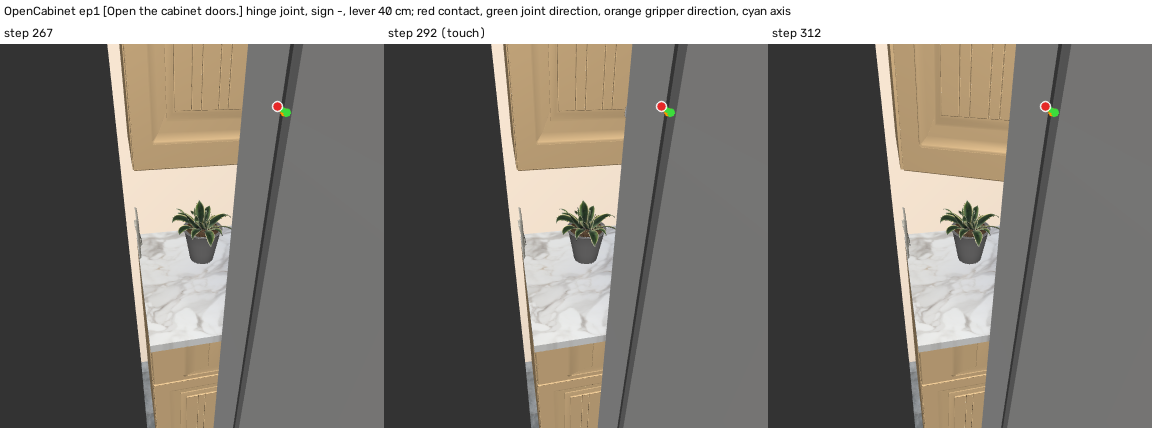 OpenCabinet ep1 [Open the cabinet doors.] hinge joint, sign -, lever 40 cm; red contact, green joint direction, orange gripper direction, cyan axis
step 267
step 292 (touch)
step 312